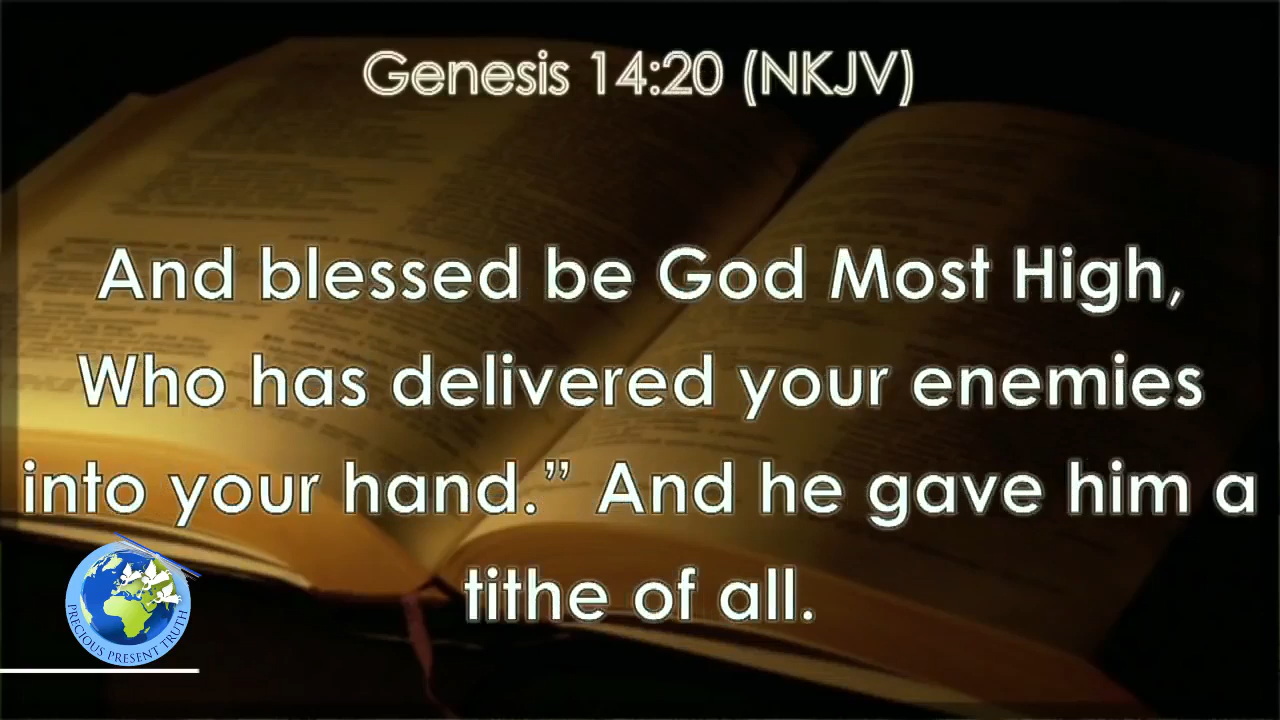 Genesis 14:20 (NKJV)
And blessed be God Most High,
Who has delivered your enemies
into your hand.” And he gave him a
tithe of all.
PRECIOUS PRESENT TRUTH